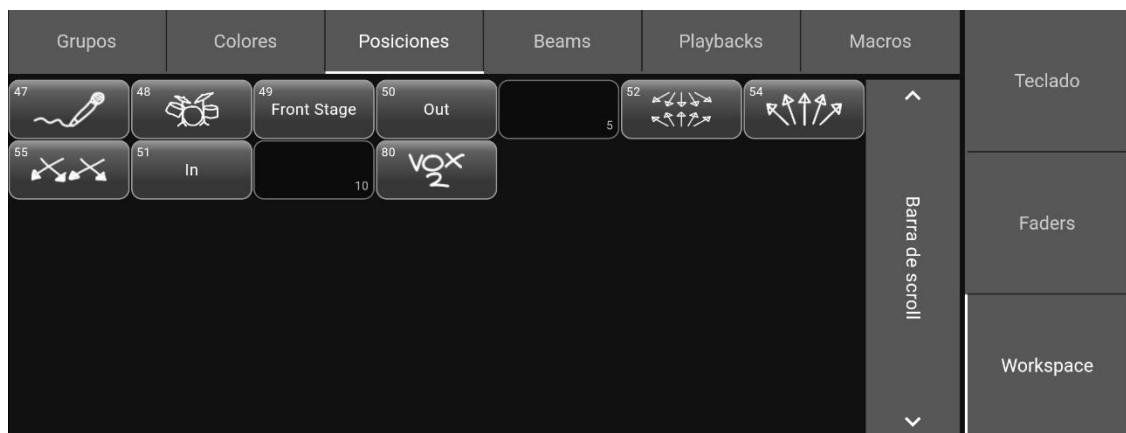 Grupos
Colores
Posiciones
Beams
Playbacks
Macros
47
48
49
Front Stage
50
Out
5
52
54
55
51
In
10
80
VOX
2
Barra de scroll
Teclado
Faders
Workspace